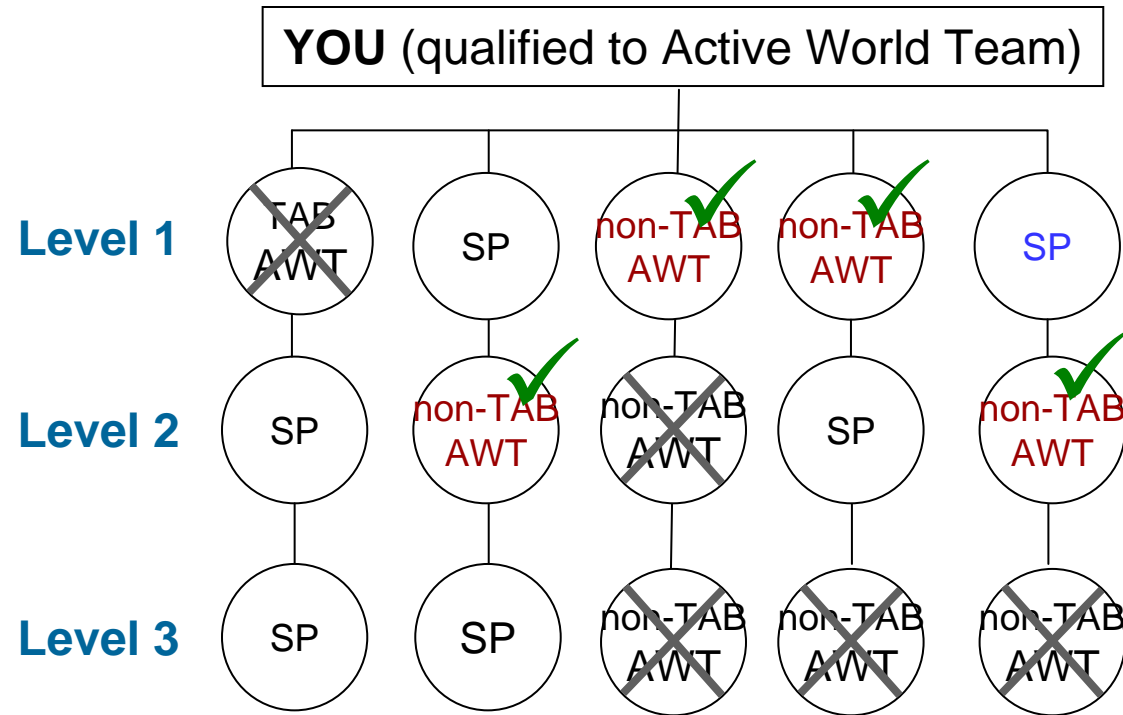 YOU (qualified to Active World Team)
Level 1
TAB
AWT
SP
non-TAB
AWT
non-TAB
AWT
SP
Level 2
SP
non-TAB
AWT
non-TAB
AWT
SP
non-TAB
AWT
Level 3
SP
SP
non-TAB
AWT
non-TAB
AWT
non-TAB
AWT